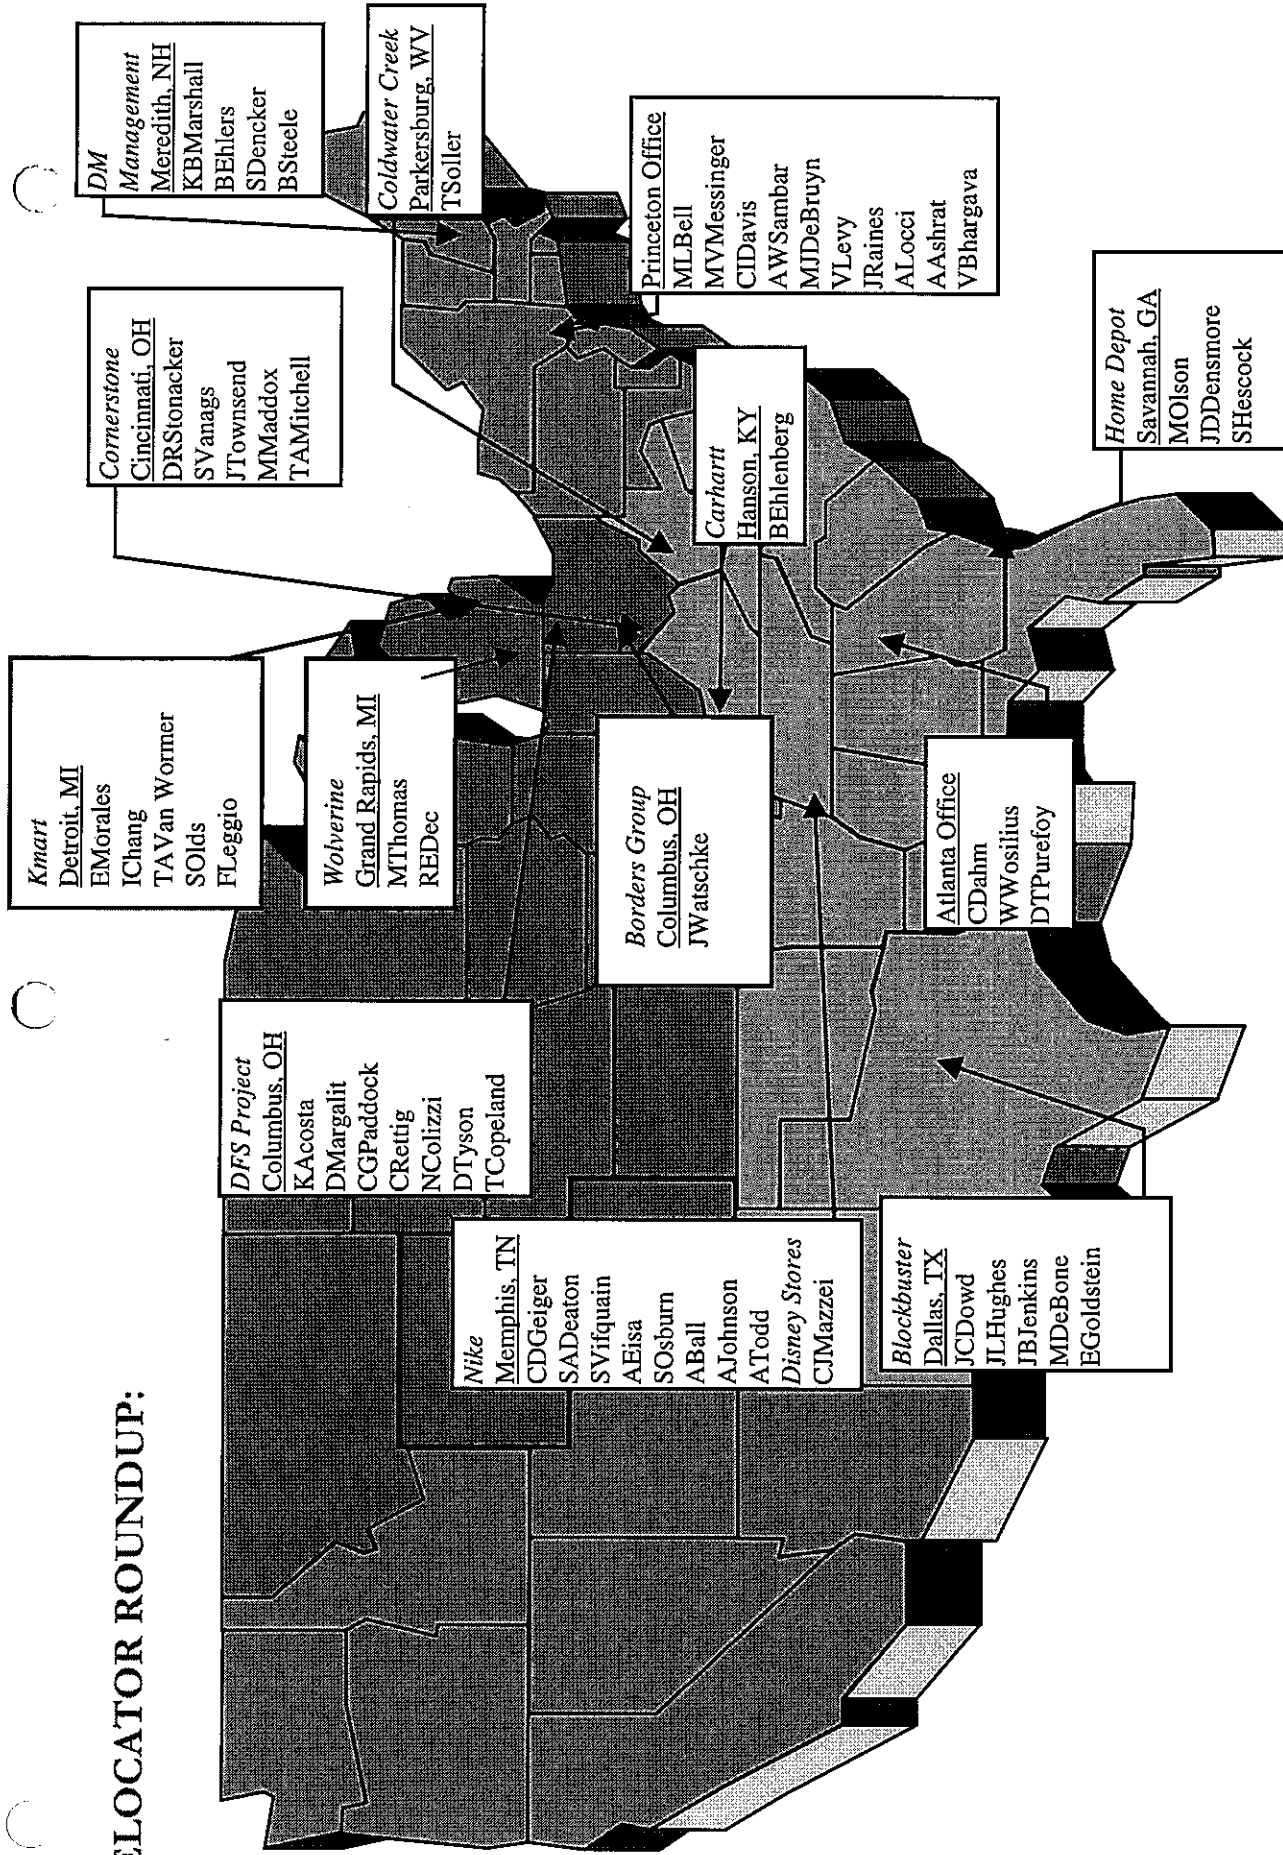 ELOCATOR ROUNDUP:
Kmart
Detroit, MI
EMorales
IChang
TAVan Wormer
SOlds
FLeggio
Cornerstone
Cincinnati, OH
DRStonacker
SVanags
JTownsend
MMaddox
TAMitchell
DM
Management
Meredith, NH
KBMarshall
BEhlers
SDencker
BSteele
DFS Project
Columbus, OH
KAcosta
DMargalit
CGPaddock
CRettig
NColizzi
DTyson
TCopeland
Wolverine
Grand Rapids, MI
MThomas
REDec
Coldwater Creek
Parkersburg, WV
TSoller
Nike
Memphis, TN
CDGeiger
SADeaton
SVifquain
AEisa
SOsburn
ABall
AJohnson
ATodd
Disney Stores
CJMazzei
Borders Group
Columbus, OH
JWatschke
Carhartt
Hanson, KY
BEhlenberg
Princeton Office
MLBell
MVMessinger
CIDavis
AWSambar
MJDeBruyn
VLevy
JRaines
ALocci
AAshrat
VBhargava
Blockbuster
Dallas, TX
JCDowd
JLHughes
JBJenkins
MDeBone
EGoldstein
Atlanta Office
CDahm
WWosilius
DTPurefoy
Home Depot
Savannah, GA
MOlson
JDDensmore
SHescock